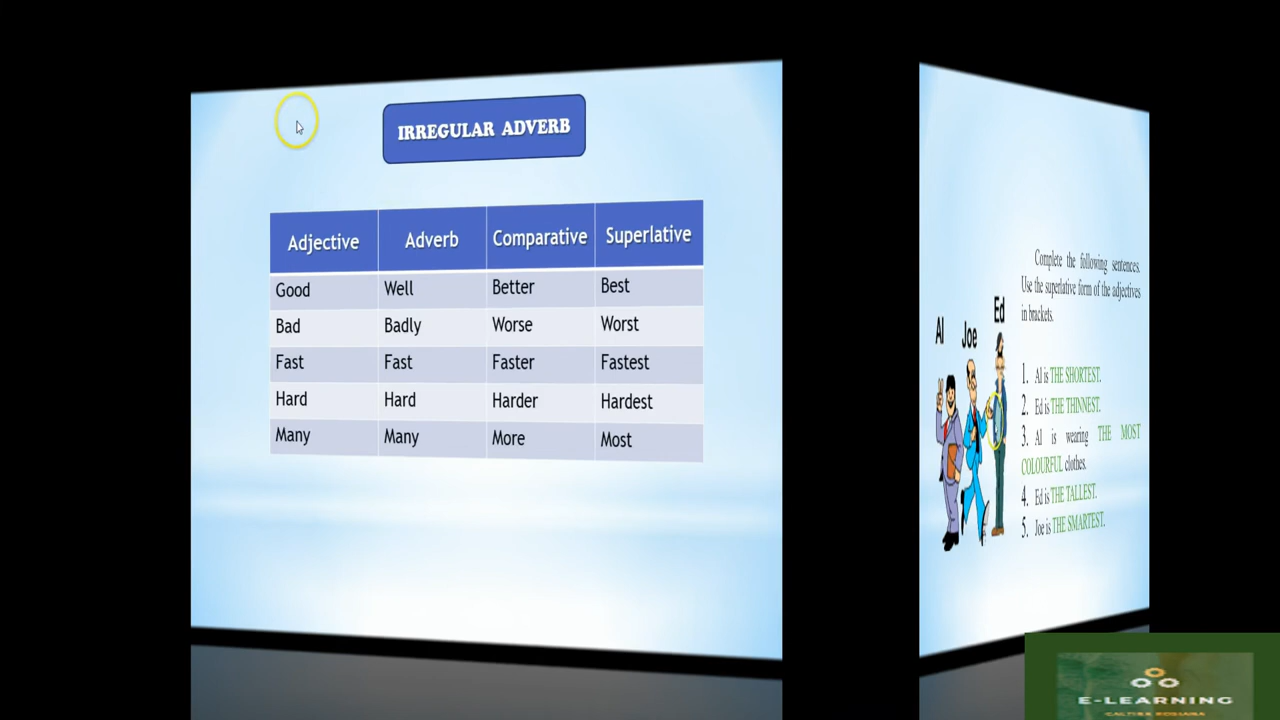 IRREGULAR ADVERB
Adjective Adverb Comparative Superlative
Good Well Better Best
Bad Badly Worse Worst
Fast Fast Faster Fastest
Hard Hard Harder Hardest
Many Many More Most
Complete the following sentences.
Use the superlative form of the adjectives
in brackets.
Al Joe Ed
1. Al is THE SHORTEST.
2. Ed is THE THINNEST.
3. Al is wearing THE MOST
COLOURFUL clothes.
4. Ed is THE TALLEST.
5. Joe is THE SMARTEST.
E-LEARNING